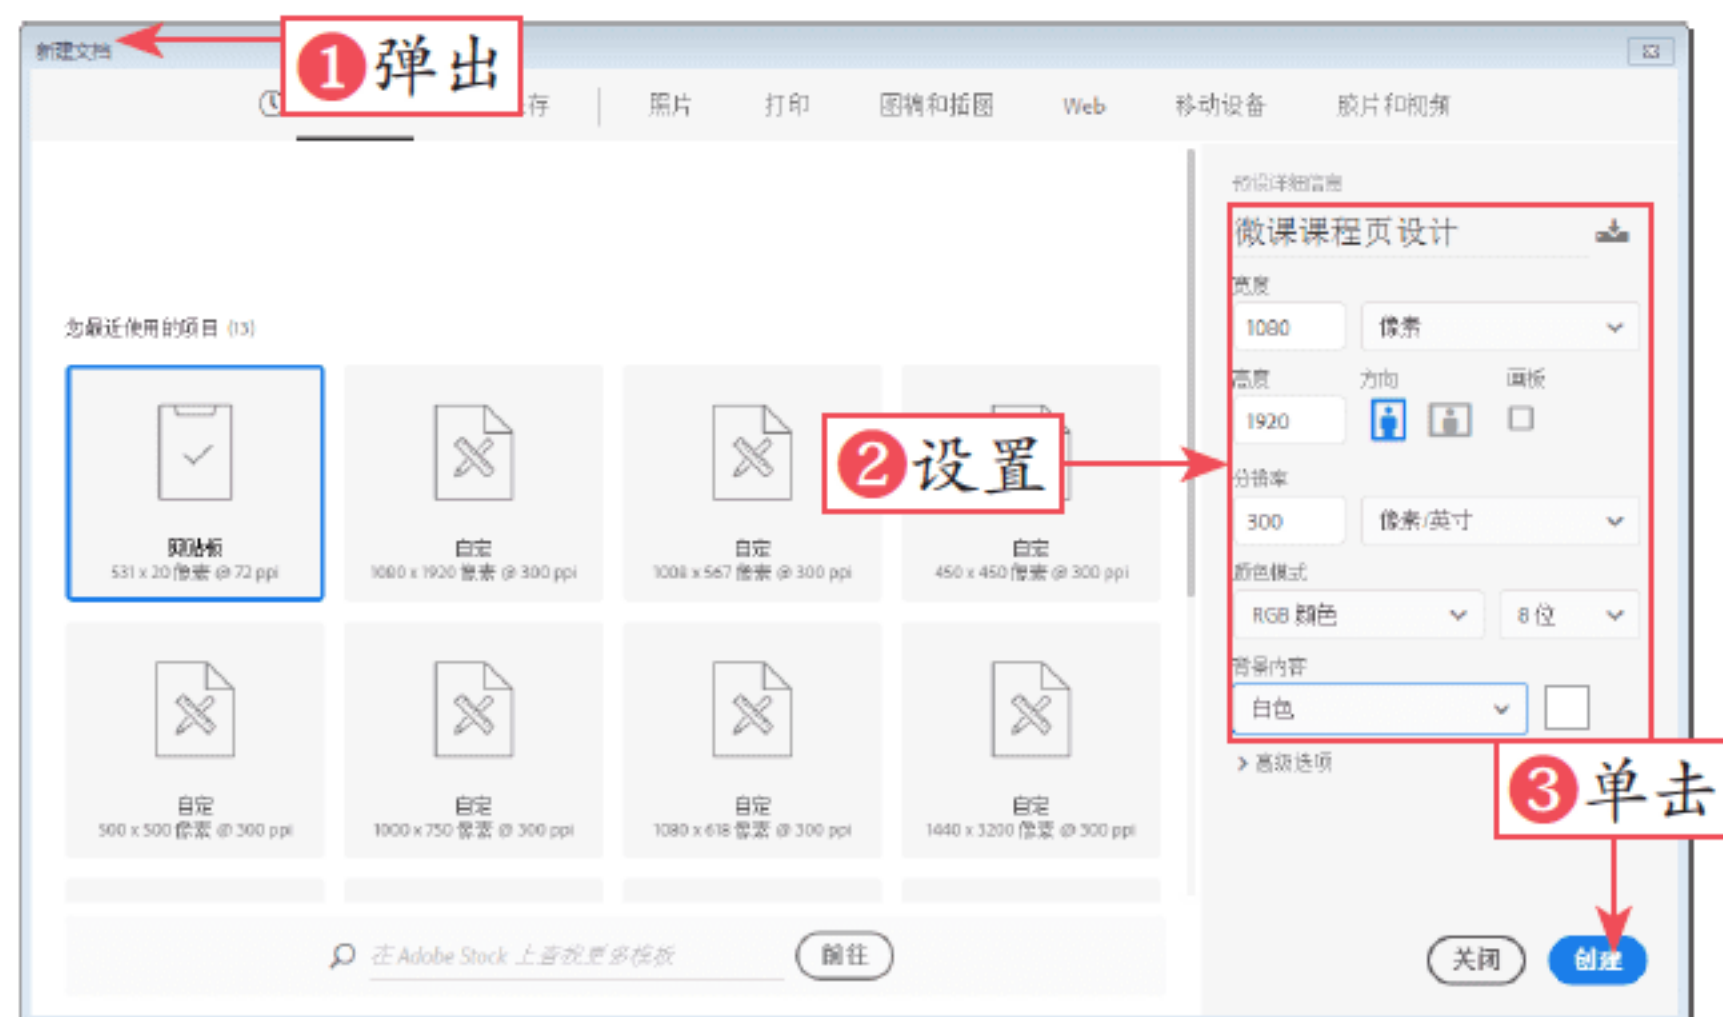 新建文档
❶弹出
存 照片 打印 图稿和插图 Web 移动设备 胶片和视频
预设详细信息
微课课程页设计
宽度
1080 像素
高度 方向 画板
1920
分辨率
300 像素/英寸
颜色模式
RGB 颜色 8 位
背景内容
白色
高级选项
❷设置
❸单击
您最近使用的项目 (13)
剪贴板
531 x 20 像素 @ 72 ppi
自定
1080 x 1920 像素 @ 300 ppi
自定
1008 x 567 像素 @ 300 ppi
自定
450 x 450 像素 @ 300 ppi
自定
500 x 500 像素 @ 300 ppi
自定
1000 x 750 像素 @ 300 ppi
自定
1080 x 618 像素 @ 300 ppi
自定
1440 x 3200 像素 @ 300 ppi
在 Adobe Stock 上查找更多模板 前往
关闭 创建